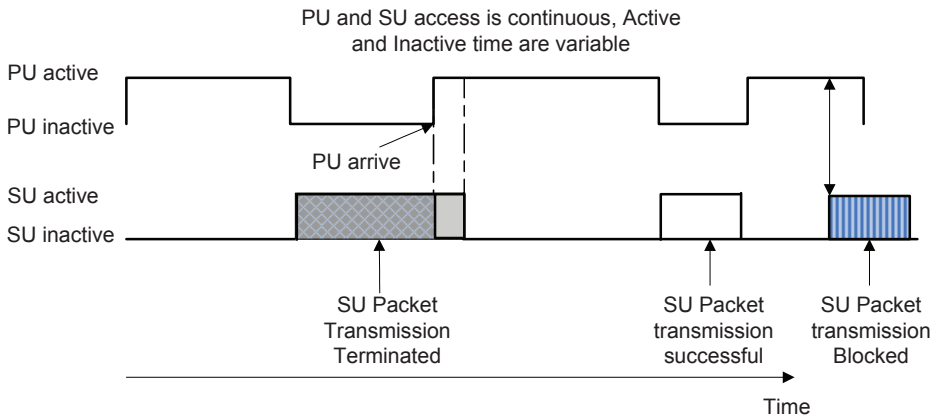 PU and SU access is continuous, Active
and Inactive time are variable
PU active
PU inactive
PU arrive
SU active
SU inactive
SU Packet
Transmission
Terminated
SU Packet
transmission
successful
SU Packet
transmission
Blocked
Time